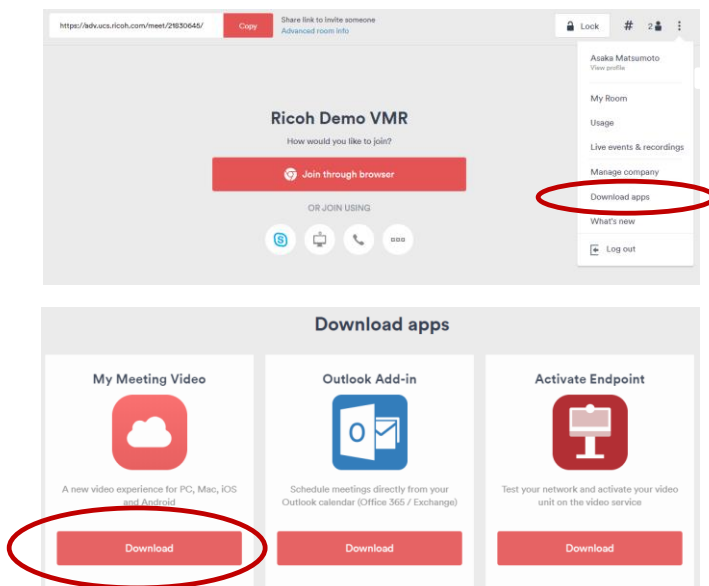 https://adv.ucs.ricoh.com/meet/21930645/
Copy
Share link to invite someone
Advanced room info
Lock
#
2
Asaka Matsumoto
View profile
My Room
Usage
Live events & recordings
Manage company
Download apps
What's new
Log out
Ricoh Demo VMR
How would you like to join?
Join through browser
OR JOIN USING
Download apps
My Meeting Video
A new video experience for PC, Mac, iOS
and Android
Download
Outlook Add-in
Schedule meetings directly from your
Outlook calendar (Office 365 / Exchange)
Download
Activate Endpoint
Test your network and activate your video
unit on the video service
Download